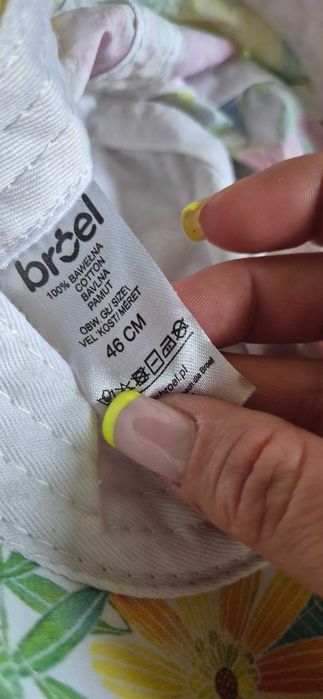 broel
100% BAWEŁNA
COTTON
BAVLNA
PAMUT
OBW. GŁ/ SIZE/
VEL. KOST/ MÉRET
46 CM